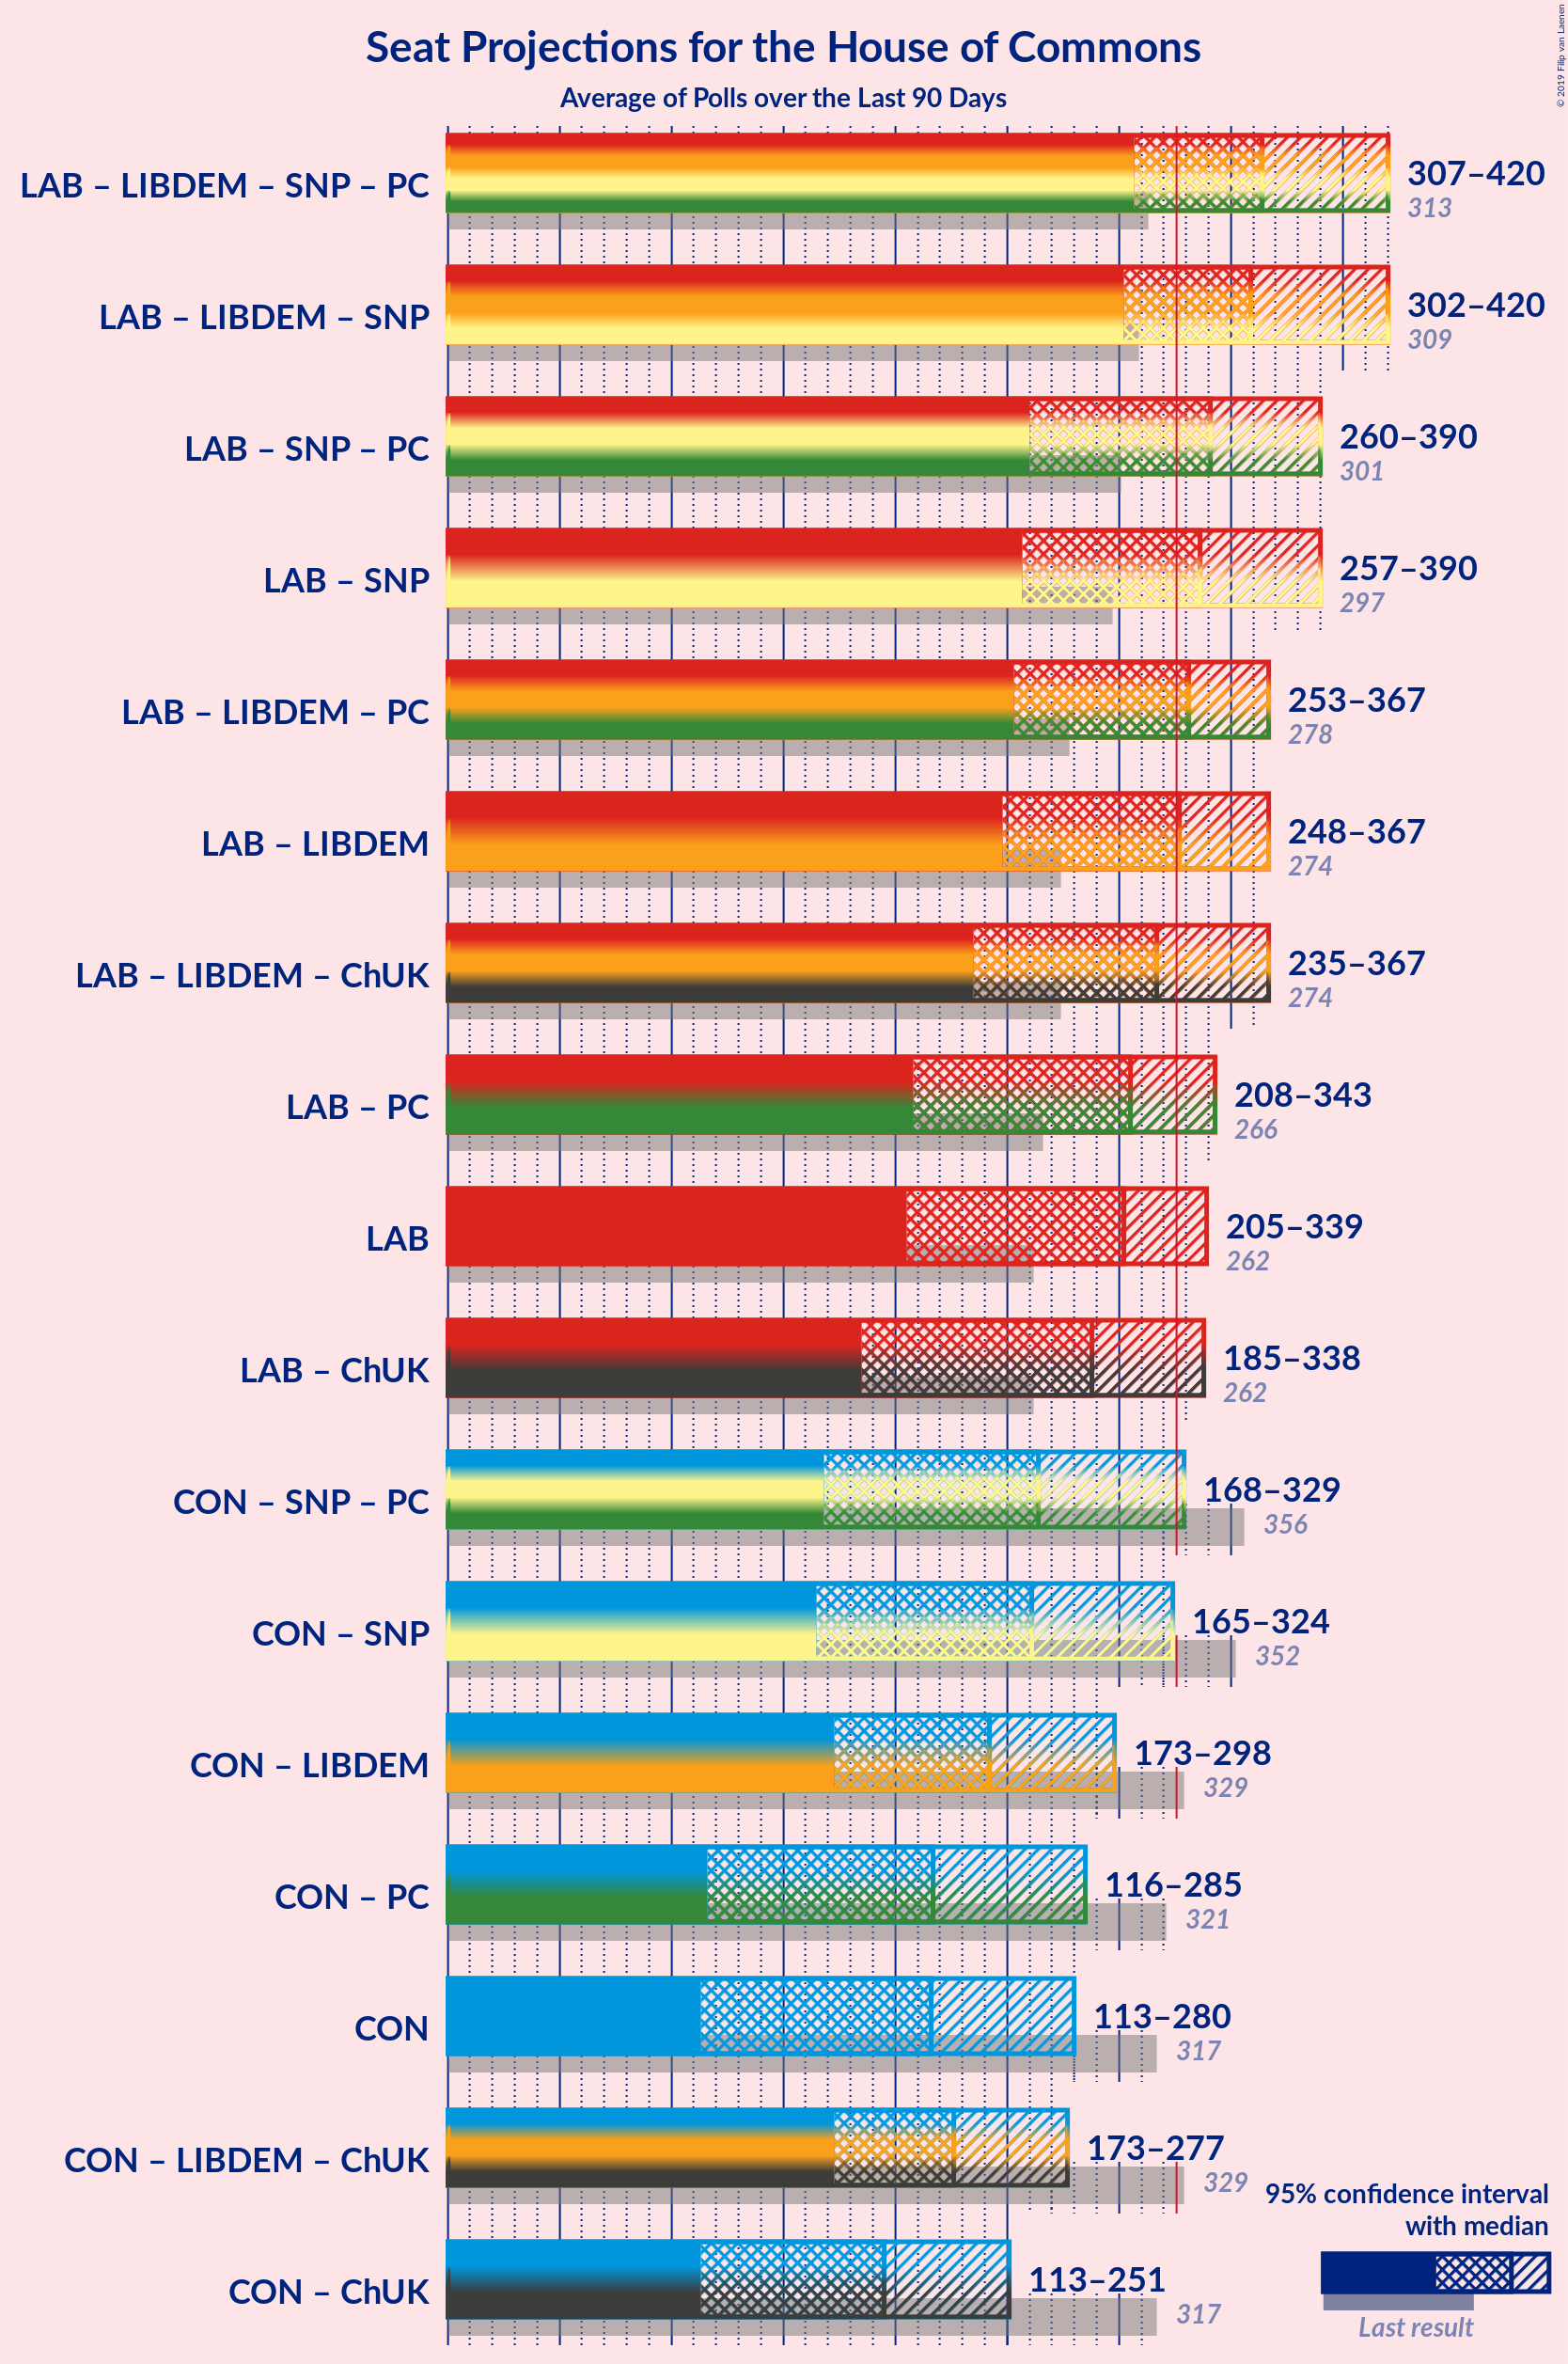 Seat Projections for the House of Commons
Average of Polls over the Last 90 Days
© 2019 Filip van Laenen
LAB – LIBDEM – SNP – PC
307–420
313
LAB – LIBDEM – SNP
302–420
309
LAB – SNP – PC
260–390
301
LAB – SNP
257–390
297
LAB – LIBDEM – PC
253–367
278
LAB – LIBDEM
248–367
274
LAB – LIBDEM – ChUK
235–367
274
LAB – PC
208–343
266
LAB
205–339
262
LAB – ChUK
185–338
262
CON – SNP – PC
168–329
356
CON – SNP
165–324
352
CON – LIBDEM
173–298
329
CON – PC
116–285
321
CON
113–280
317
CON – LIBDEM – ChUK
173–277
329
CON – ChUK
113–251
317
95% confidence interval
with median
Last result